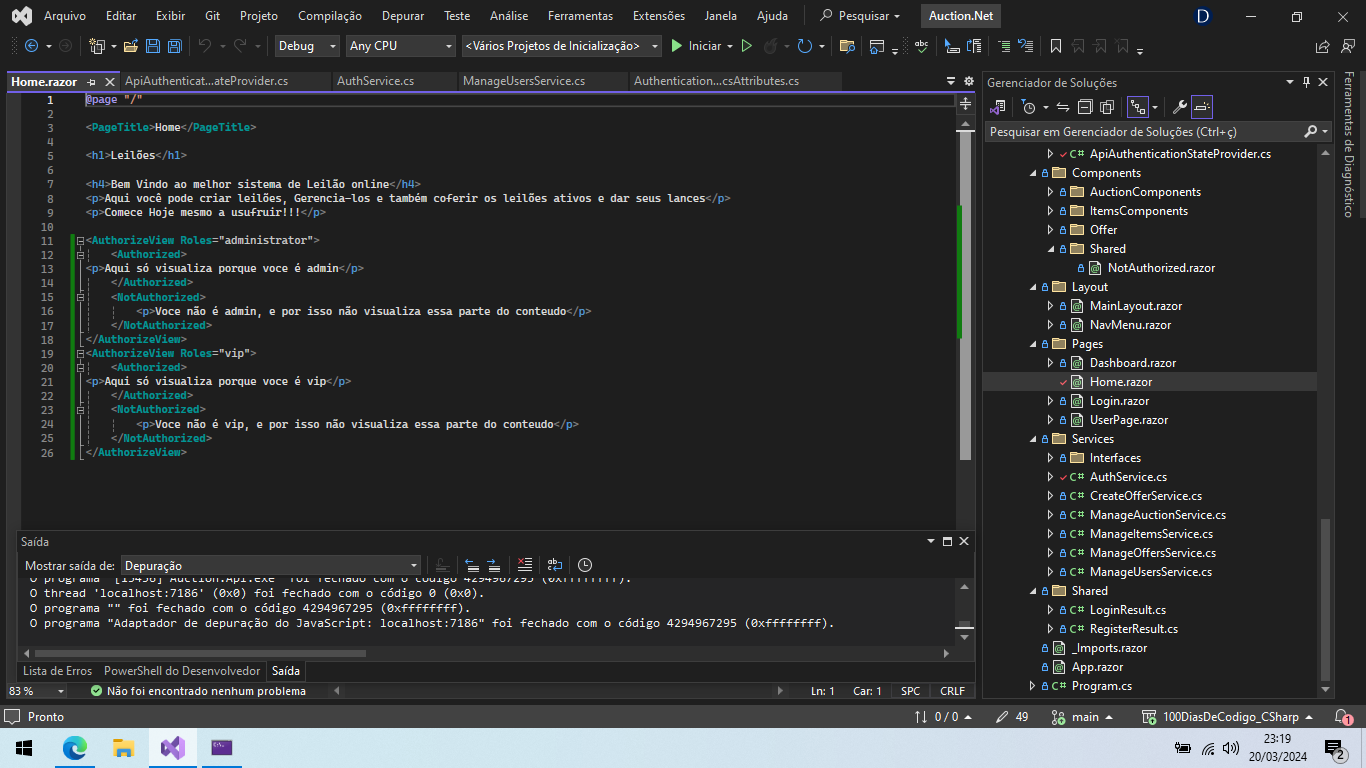 Arquivo Editar Exibir Git Projeto Compilação Depurar Teste Análise Ferramentas Extensões Janela Ajuda Pesquisar Auction.Net D
Debug Any CPU <Vários Projetos de Inicialização> Iniciar
Home.razor ApiAuthenticat...ateProvider.cs AuthService.cs ManageUsersService.cs Authentication...csAttributes.cs
1 @page "/"
2
3 <PageTitle>Home</PageTitle>
4
5 <h1>Leilões</h1>
6
7 <h4>Bem Vindo ao melhor sistema de Leilão online</h4>
8 <p>Aqui você pode criar leilões, Gerencia-los e também coferir os leilões ativos e dar seus lances</p>
9 <p>Comece Hoje mesmo a usufruir!!!</p>
10
11 <AuthorizeView Roles="administrator">
12 <Authorized>
13 <p>Aqui só visualiza porque voce é admin</p>
14 </Authorized>
15 <NotAuthorized>
16 <p>Voce não é admin, e por isso não visualiza essa parte do conteudo</p>
17 </NotAuthorized>
18 </AuthorizeView>
19 <AuthorizeView Roles="vip">
20 <Authorized>
21 <p>Aqui só visualiza porque voce é vip</p>
22 </Authorized>
23 <NotAuthorized>
24 <p>Voce não é vip, e por isso não visualiza essa parte do conteudo</p>
25 </NotAuthorized>
26 </AuthorizeView>
Saída
Mostrar saída de: Depuração
O programa "[15456] Auction.Api.exe" foi fechado com o código 4294967295 (0xffffffff).
O thread 'localhost:7186' (0x0) foi fechado com o código 0 (0x0).
O programa "" foi fechado com o código 4294967295 (0xffffffff).
O programa "Adaptador de depuração do JavaScript: localhost:7186" foi fechado com o código 4294967295 (0xffffffff).
Lista de Erros PowerShell do Desenvolvedor Saída
83 % Não foi encontrado nenhum problema Ln: 1 Car: 1 SPC CRLF
Gerenciador de Soluções
Pesquisar em Gerenciador de Soluções (Ctrl+ç)
C# ApiAuthenticationStateProvider.cs
Components
AuctionComponents
ItemsComponents
Offer
Shared
NotAuthorized.razor
Layout
MainLayout.razor
NavMenu.razor
Pages
Dashboard.razor
Home.razor
Login.razor
UserPage.razor
Services
Interfaces
C# AuthService.cs
C# CreateOfferService.cs
C# ManageAuctionService.cs
C# ManageItemsService.cs
C# ManageOffersService.cs
C# ManageUsersService.cs
Shared
C# LoginResult.cs
C# RegisterResult.cs
_Imports.razor
App.razor
C# Program.cs
Ferramentas de Diagnóstico
Pronto 0 / 0 49 main 100DiasDeCodigo_CSharp 1
23:19
20/03/2024
2